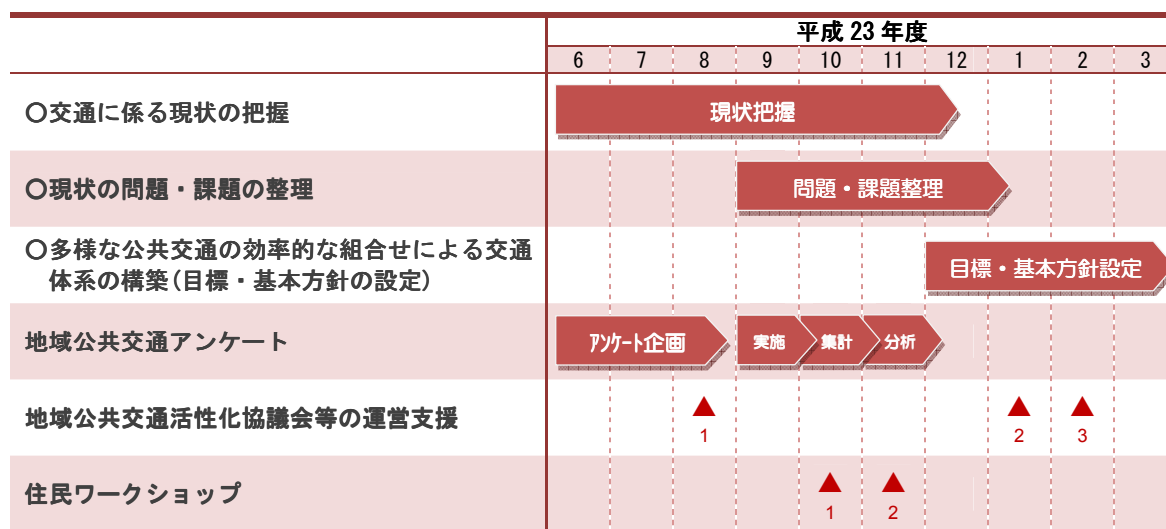 平成 23 年度
6 7 8 9 10 11 12 1 2 3
〇交通に係る現状の把握
現状把握
〇現状の問題・課題の整理
問題・課題整理
〇多様な公共交通の効率的な組合せによる交通
体系の構築(目標・基本方針の設定)
目標・基本方針設定
地域公共交通アンケート
アンケート企画 実施 集計 分析
地域公共交通活性化協議会等の運営支援
▲ ▲ ▲
1 2 3
住民ワークショップ
▲ ▲
1 2